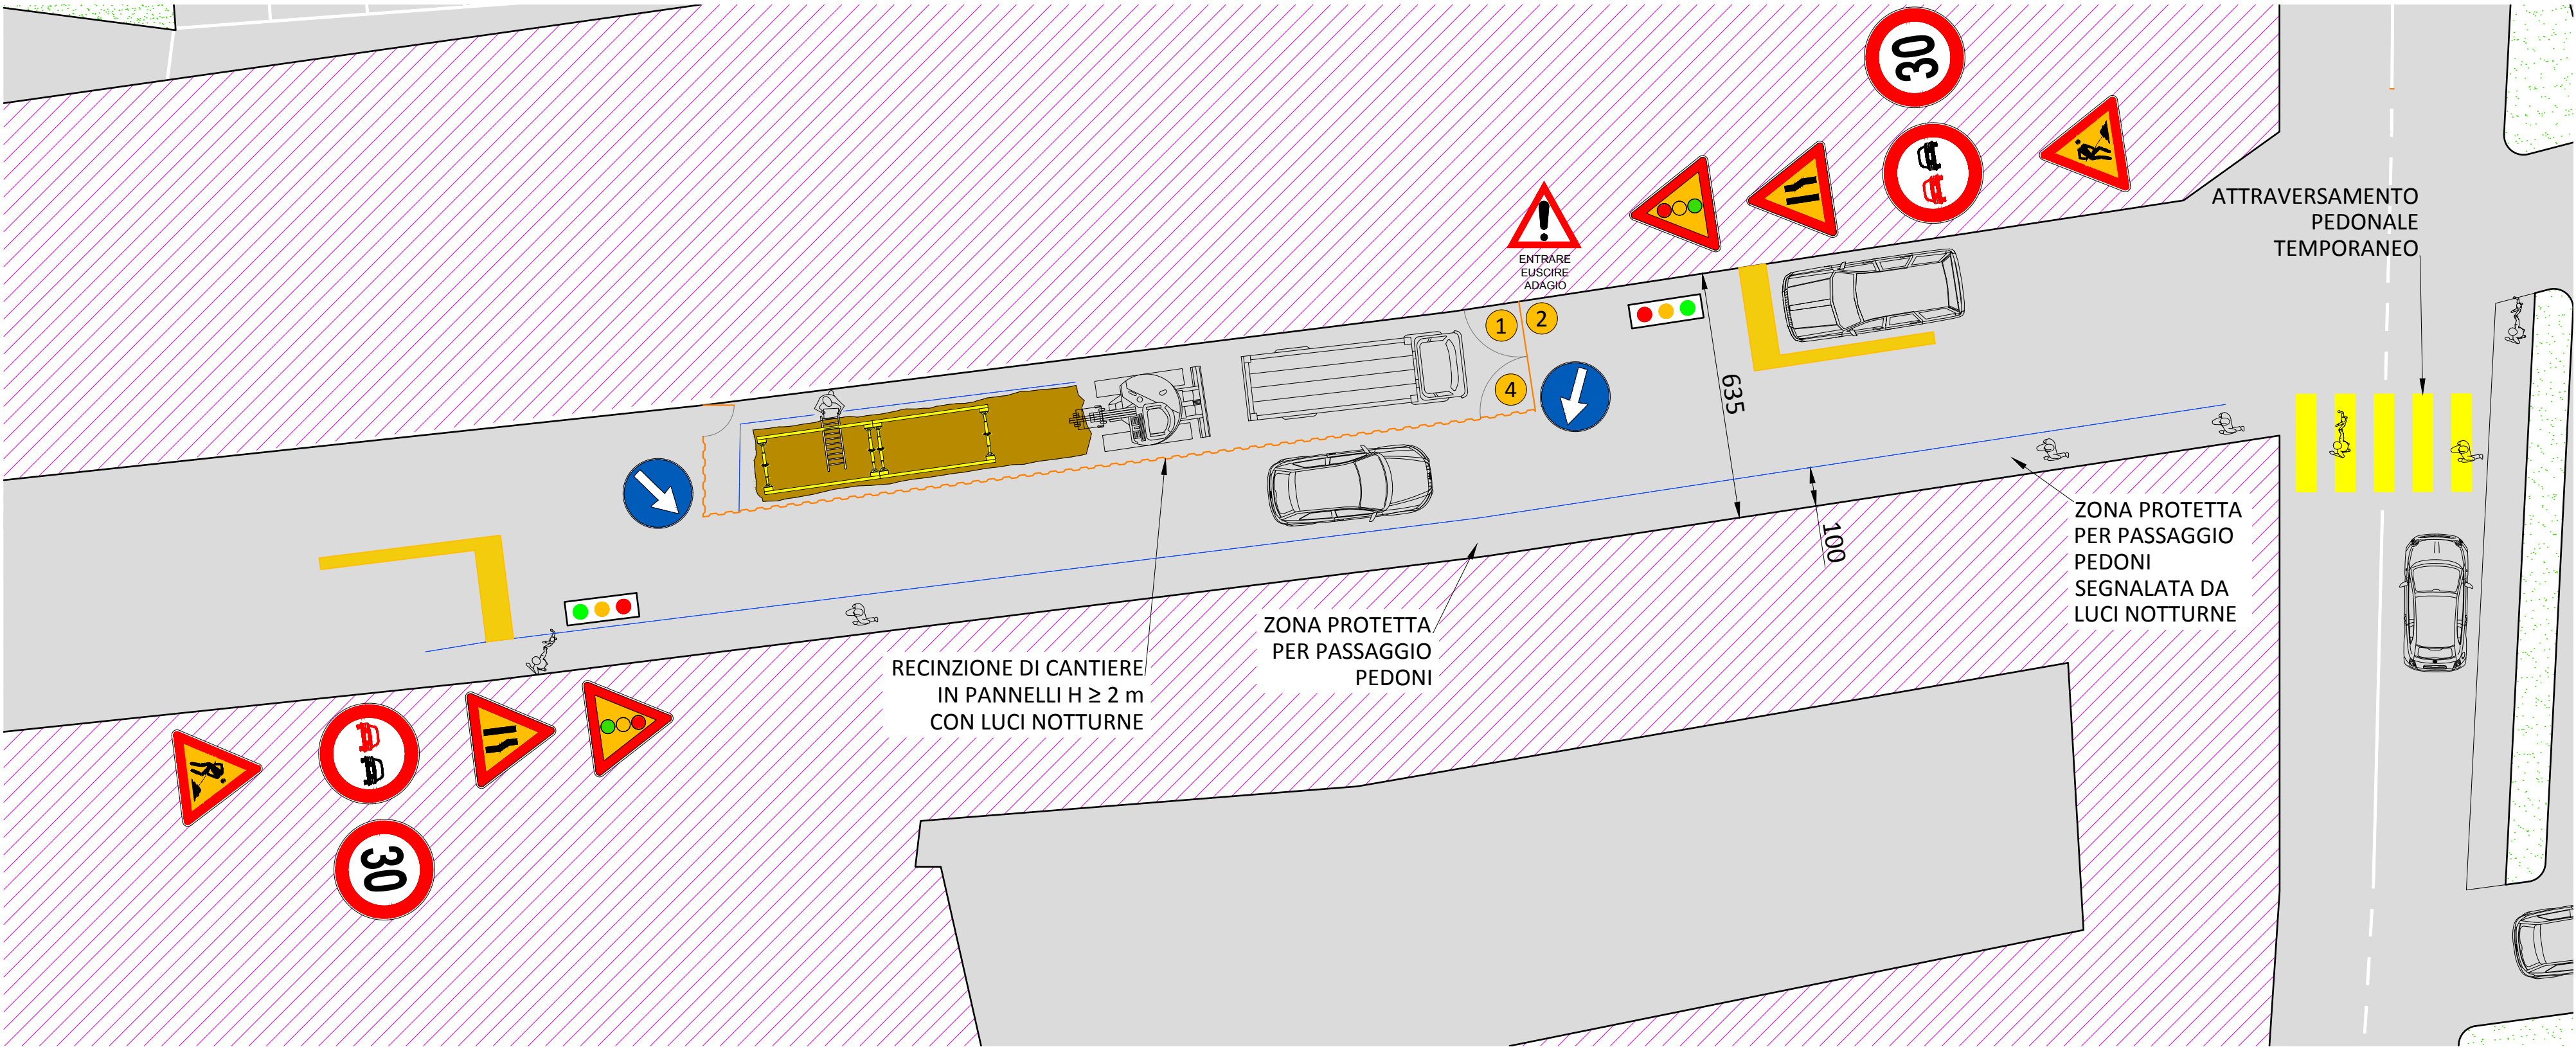 30
ATTRAVERSAMENTO
PEDONALE
TEMPORANEO
ENTRARE
EUSCIRE
ADAGIO
1
2
4
635
100
ZONA PROTETTA
PER PASSAGGIO
PEDONI
SEGNALATA DA
LUCI NOTTURNE
ZONA PROTETTA
PER PASSAGGIO
PEDONI
RECINZIONE DI CANTIERE
IN PANNELLI H ≥ 2 m
CON LUCI NOTTURNE
30